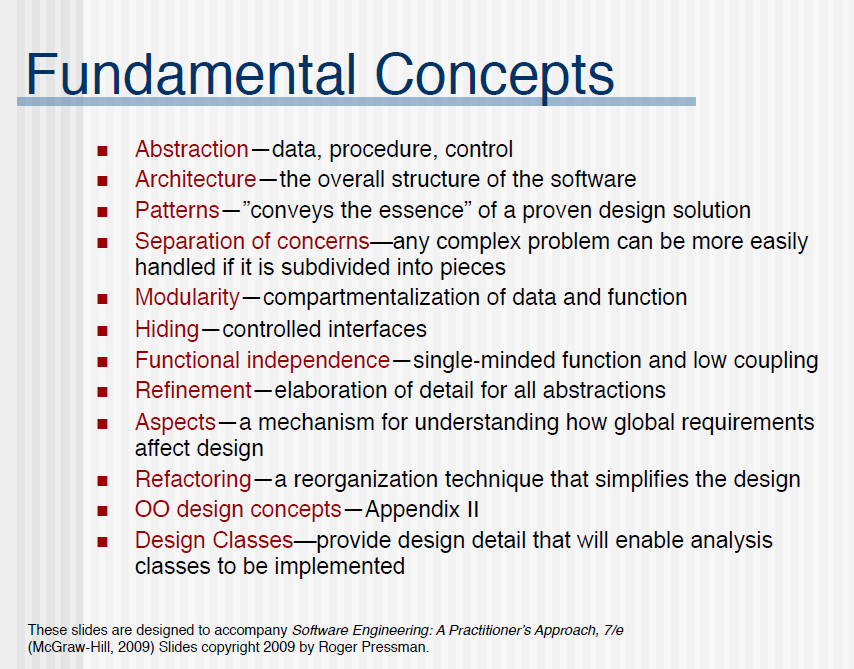 Fundamental Concepts
■ Abstraction—data, procedure, control
■ Architecture—the overall structure of the software
■ Patterns—”conveys the essence” of a proven design solution
■ Separation of concerns—any complex problem can be more easily
handled if it is subdivided into pieces
■ Modularity—compartmentalization of data and function
■ Hiding—controlled interfaces
■ Functional independence—single-minded function and low coupling
■ Refinement—elaboration of detail for all abstractions
■ Aspects—a mechanism for understanding how global requirements
affect design
■ Refactoring—a reorganization technique that simplifies the design
■ OO design concepts—Appendix II
■ Design Classes—provide design detail that will enable analysis
classes to be implemented
These slides are designed to accompany Software Engineering: A Practitioner’s Approach, 7/e
(McGraw-Hill, 2009) Slides copyright 2009 by Roger Pressman.